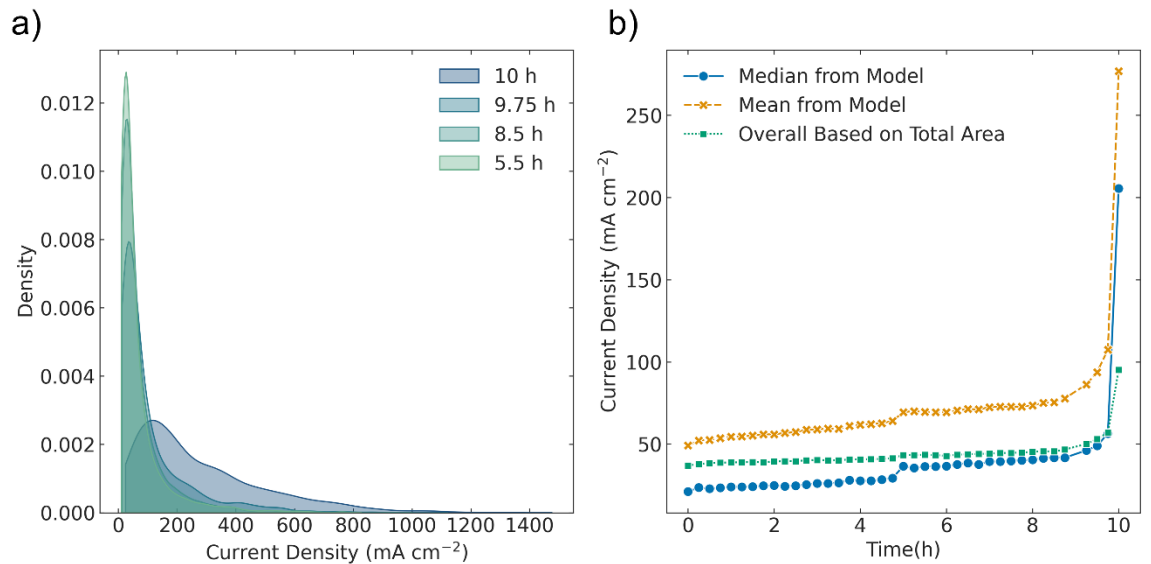 a)
0.012
0.010
0.008
0.006
0.004
0.002
0.000
Density
0 200 400 600 800 1000 1200 1400
Current Density (mA cm⁻²)
10 h
9.75 h
8.5 h
5.5 h
b)
250
200
150
100
50
Current Density (mA cm⁻²)
0 2 4 6 8 10
Time(h)
Median from Model
Mean from Model
Overall Based on Total Area